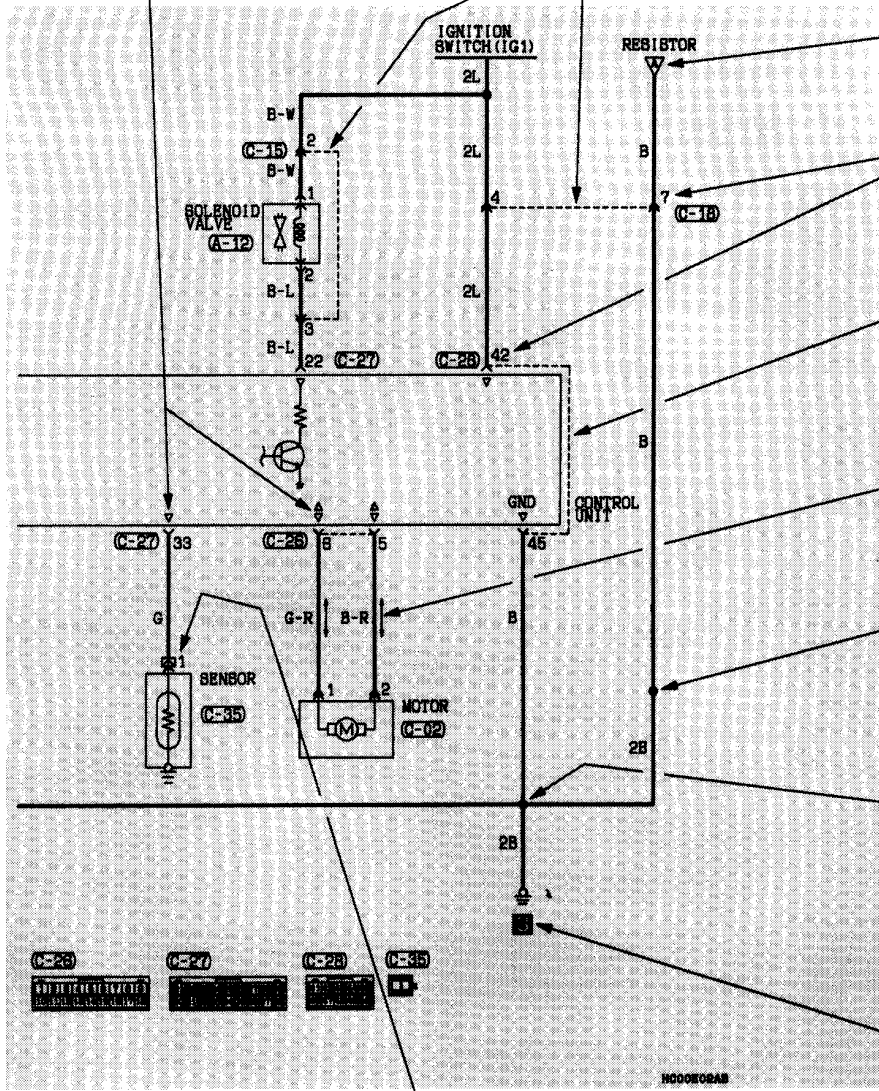 IGNITION
SWITCH(IG1)
RESISTOR
2L
B-W
C-15
2
B-W
2L
B
1
4
7
C-18
SOLENOID
VALVE
A-12
2
B-L
2L
3
B-L
22
C-27
C-26
42
B
GND
CONTROL
UNIT
C-27
33
C-26
6
5
45
G
G-R
B-R
B
1
SENSOR
C-35
1
2
MOTOR
C-02
M
2B
2B
C-26
C-27
C-28
C-35